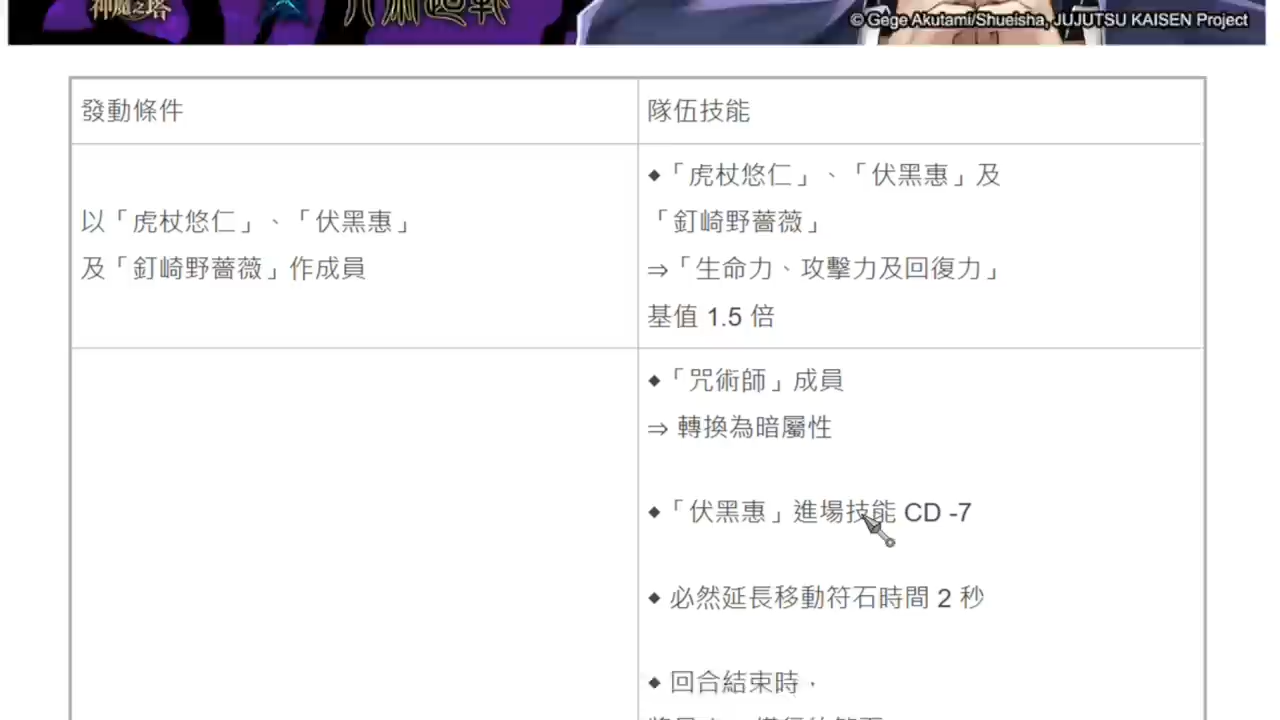 神魔之塔
© Gege Akutami/Shueisha, JUJUTSU KAISEN Project
發動條件
隊伍技能
以「虎杖悠仁」、「伏黑惠」
及「釘崎野薔薇」作成員
◆「虎杖悠仁」、「伏黑惠」及
「釘崎野薔薇」
⇒「生命力、攻擊力及回復力」
基值 1.5 倍
◆「咒術師」成員
⇒ 轉換為暗屬性
◆「伏黑惠」進場技能 CD -7
◆ 必然延長移動符石時間 2 秒
◆ 回合結束時，